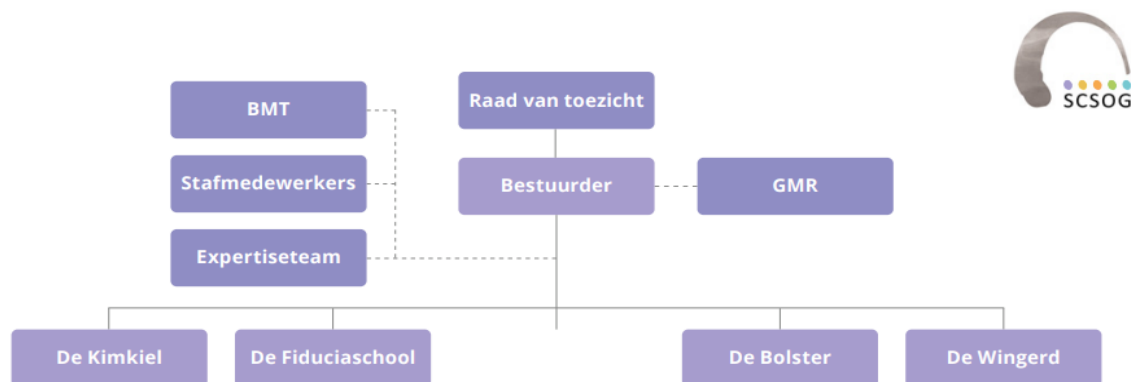 SCSOG
BMT
Raad van toezicht
Stafmedewerkers
Bestuurder
GMR
Expertiseteam
De Kimkiel
De Fiduciaschool
De Bolster
De Wingerd